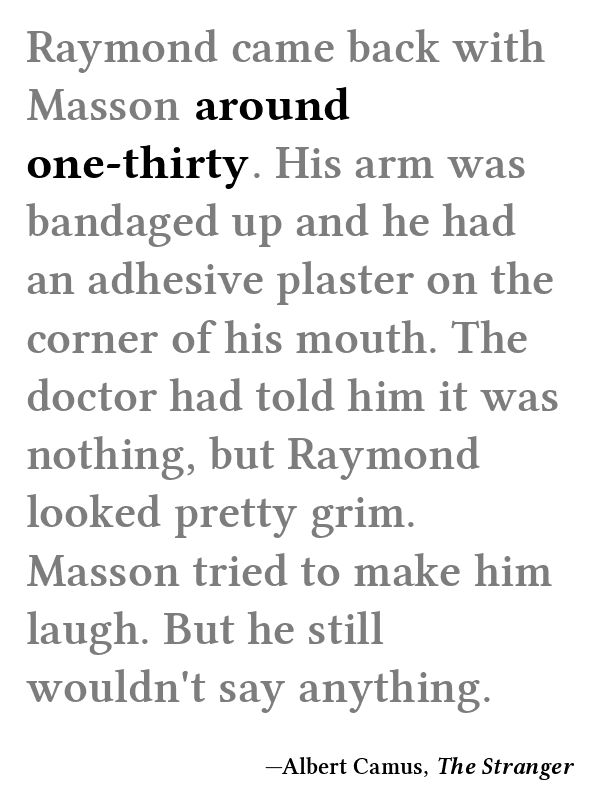 Raymond came back with
Masson around
one-thirty. His arm was
bandaged up and he had
an adhesive plaster on the
corner of his mouth. The
doctor had told him it was
nothing, but Raymond
looked pretty grim.
Masson tried to make him
laugh. But he still
wouldn't say anything.
—Albert Camus, The Stranger